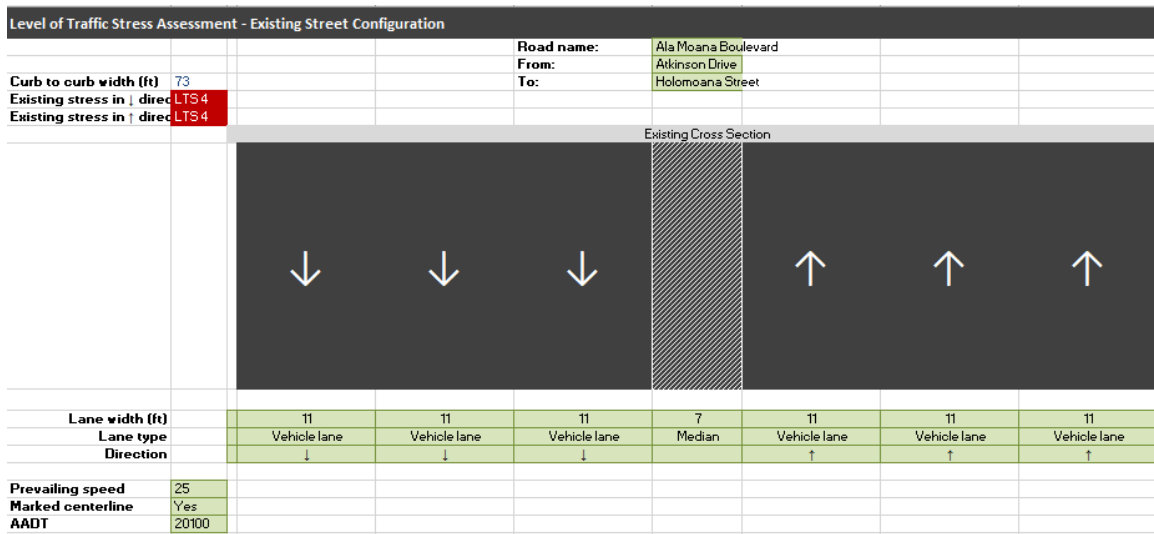 Level of Traffic Stress Assessment - Existing Street Configuration
Road name: Ala Moana Boulevard
From: Atkinson Drive
Curb to curb width (ft) 73 To: Holomoana Street
Existing stress in ↓ direc LTS 4
Existing stress in ↑ direc LTS 4
Existing Cross Section
↓ ↓ ↓ ↑ ↑ ↑
Lane width (ft) 11 11 11 7 11 11 11
Lane type Vehicle lane Vehicle lane Vehicle lane Median Vehicle lane Vehicle lane Vehicle lane
Direction ↓ ↓ ↓ ↑ ↑ ↑
Prevailing speed 25
Marked centerline Yes
AADT 20100